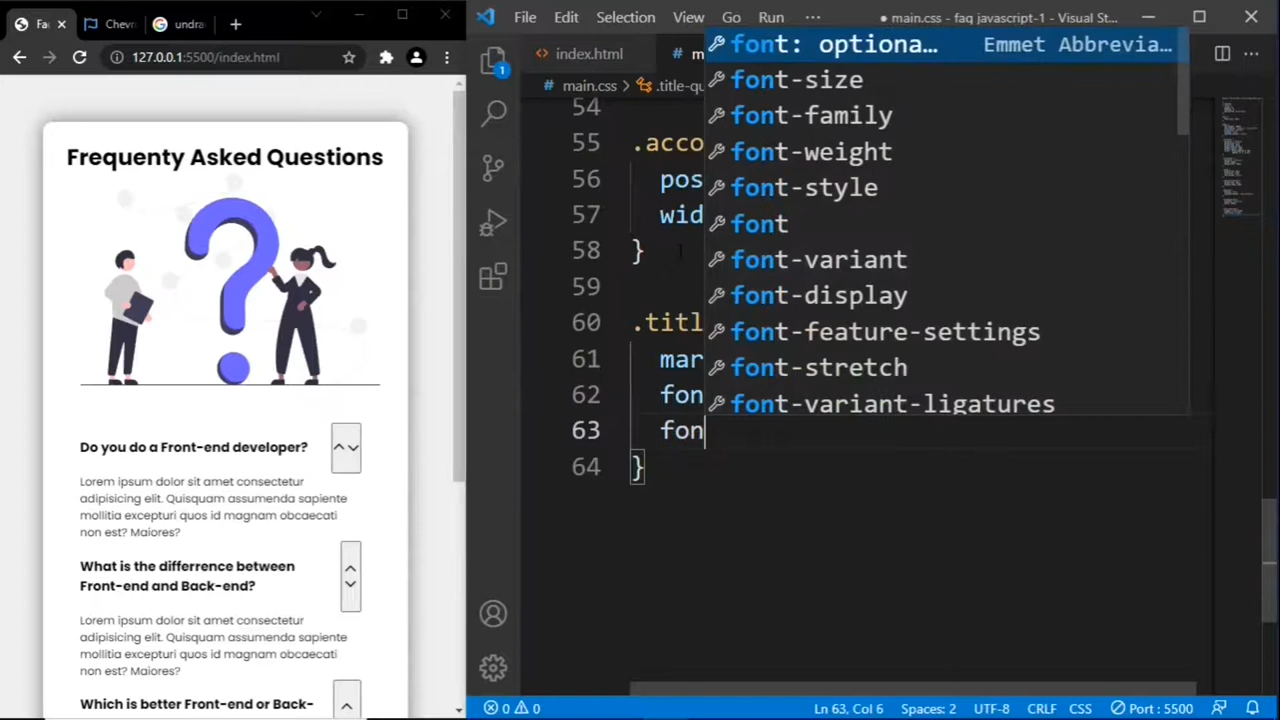 Fa
Chevr
undra
127.0.0.1:5500/index.html
Frequenty Asked Questions
Do you do a Front-end developer?
Lorem ipsum dolor sit amet consectetur
adipisicing elit. Quisquam assumenda sapiente
mollitia excepturi quos id magnam obcaecati
non est? Maiores?
What is the differrence between
Front-end and Back-end?
Lorem ipsum dolor sit amet consectetur
adipisicing elit. Quisquam assumenda sapiente
mollitia excepturi quos id magnam obcaecati
non est? Maiores?
Which is better Front-end or Back-
File Edit Selection View Go Run ··· ● main.css - faq javascript-1 - Visual St...
1
index.html
# m
# main.css > .title-qu
54
55 .acco
56 pos
57 wid
58 }
59
60 .titl
61 mar
62 fon
63 fon
64 }
font: optiona… Emmet Abbrevia…
font-size
font-family
font-weight
font-style
font
font-variant
font-display
font-feature-settings
font-stretch
font-variant-ligatures
0 0 Ln 63, Col 6 Spaces: 2 UTF-8 CRLF CSS Port : 5500